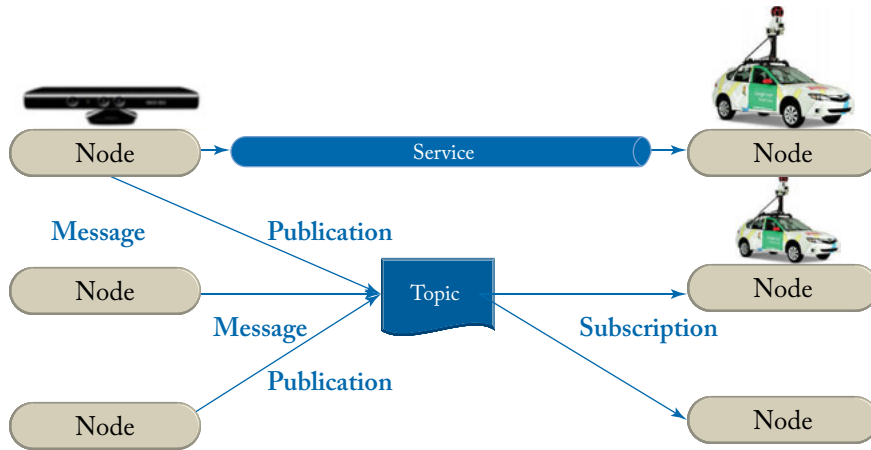 Node
Service
Node
Message
Publication
Node
Topic
Node
Message
Subscription
Publication
Node
Node